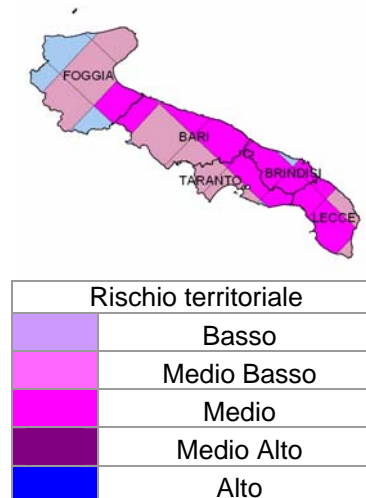 FOGGIA
BARI
TARANTO
BRINDISI
LECCE
Rischio territoriale
Basso
Medio Basso
Medio
Medio Alto
Alto